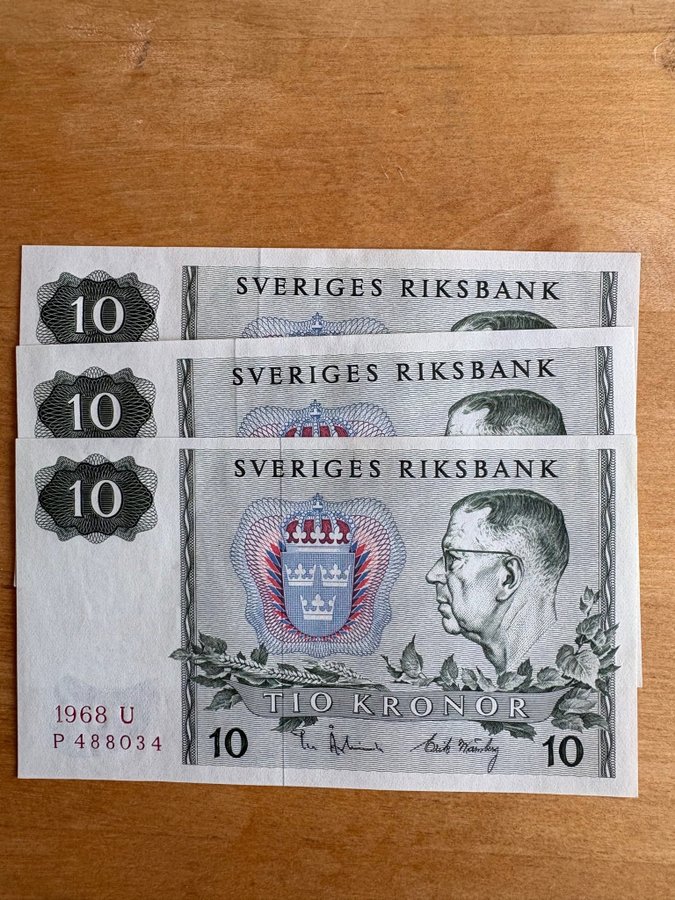 10
SVERIGES RIKSBANK
10
SVERIGES RIKSBANK
10
SVERIGES RIKSBANK
TIO KRONOR
1968 U
P 488034
10
10